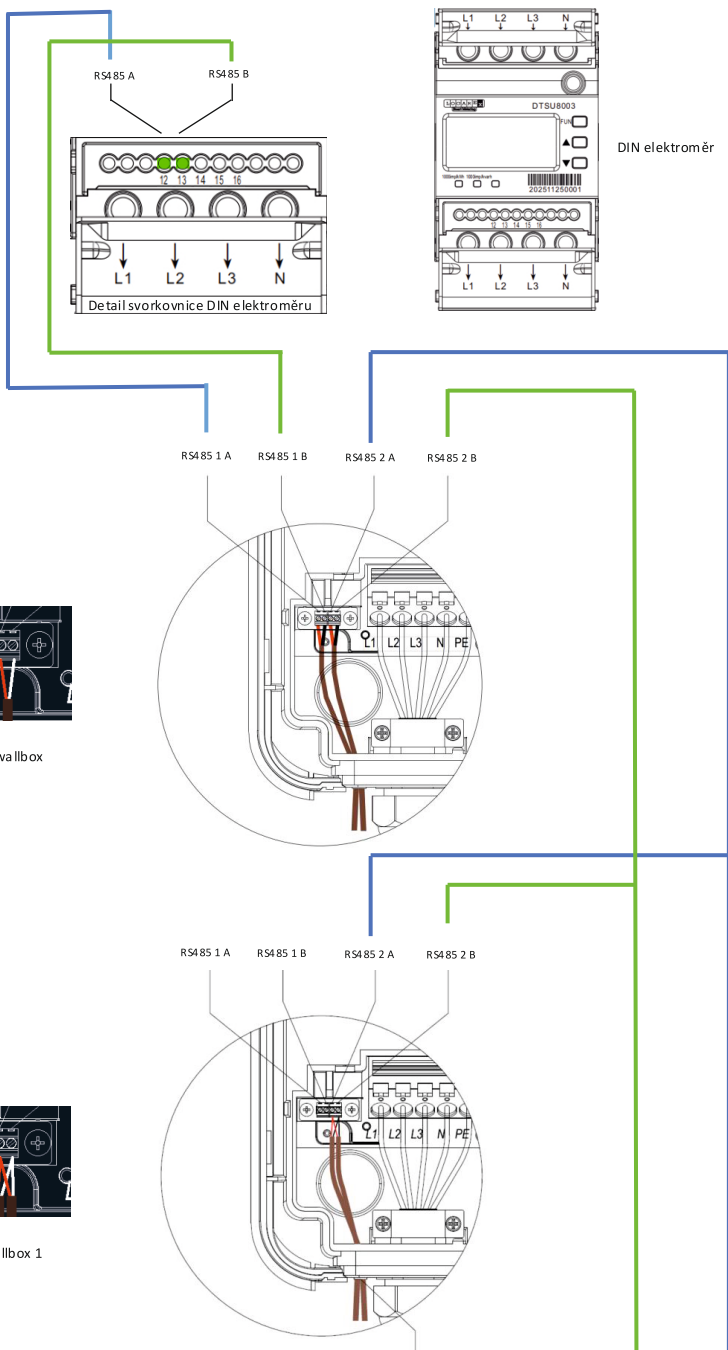 L1 L2 L3 N
RS485 A
RS485 B
DTSU8003
FUN
DIN elektroměr
12 13 14 15 16
202511250001
12 13 14 15 16
L1 L2 L3 N
L1 L2 L3 N
Detail svorkovnice DIN elektroměru
RS485 1 A
RS485 1 B
RS485 2 A
RS485 2 B
L1 L2 L3 N PE
wallbox
RS485 1 A
RS485 1 B
RS485 2 A
RS485 2 B
L1 L2 L3 N PE
llbox 1